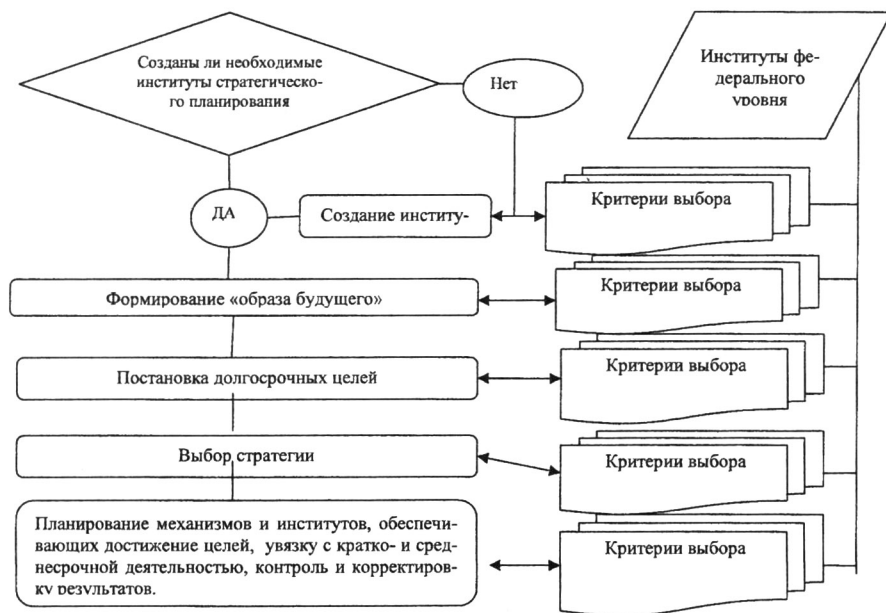 Созданы ли необходимые
институты стратегическо-
го планирования
Нет
Институты фе-
дерального
уровня
ДА
Создание институ-
Критерии выбора
Формирование «образа будущего»
Критерии выбора
Постановка долгосрочных целей
Критерии выбора
Выбор стратегии
Критерии выбора
Планирование механизмов и институтов, обеспечи-
вающих достижение целей, увязку с кратко- и сред-
несрочной деятельностью, контроль и корректиров-
ку результатов.
Критерии выбора